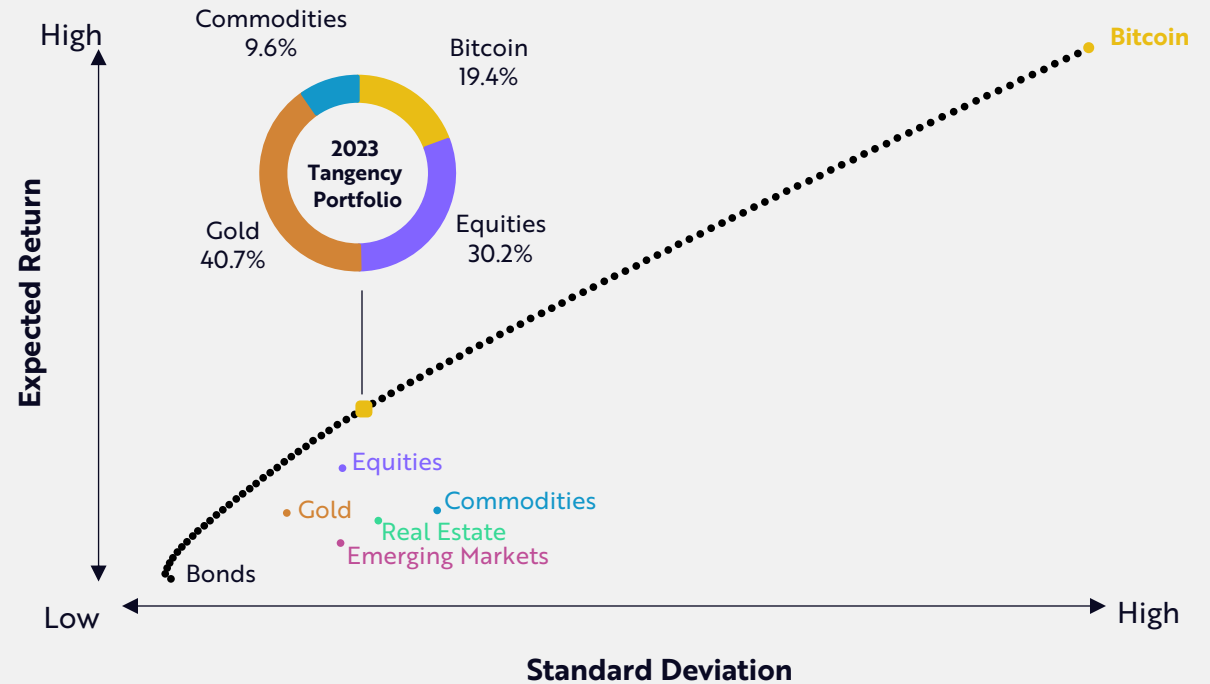 Commodities
9.6%
High
Bitcoin
Bitcoin
19.4%
2023
Tangency
Portfolio
Expected Return
Gold
40.7%
Equities
30.2%
Equities
Commodities
Gold
Real Estate
Emerging Markets
Bonds
Low
High
Standard Deviation